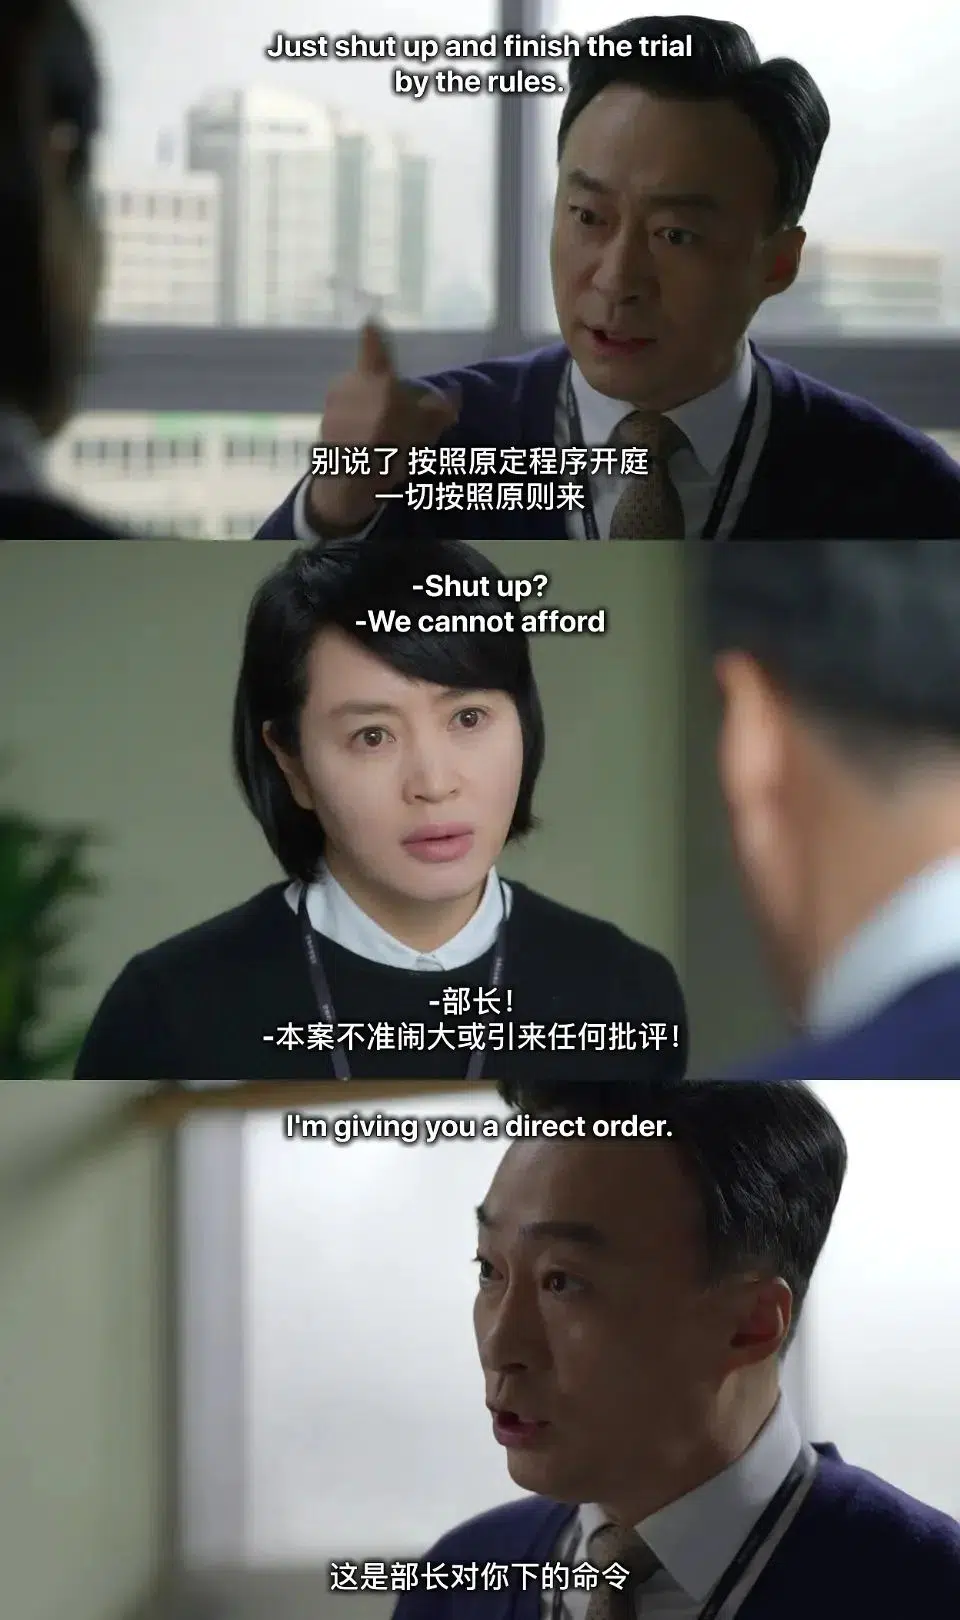 Just shut up and finish the trial
by the rules.
别说了 按照原定程序开庭
一切按照原则来
-Shut up?
-We cannot afford
-部长！
-本案不准闹大或引来任何批评！
I'm giving you a direct order.
这是部长对你下的命令